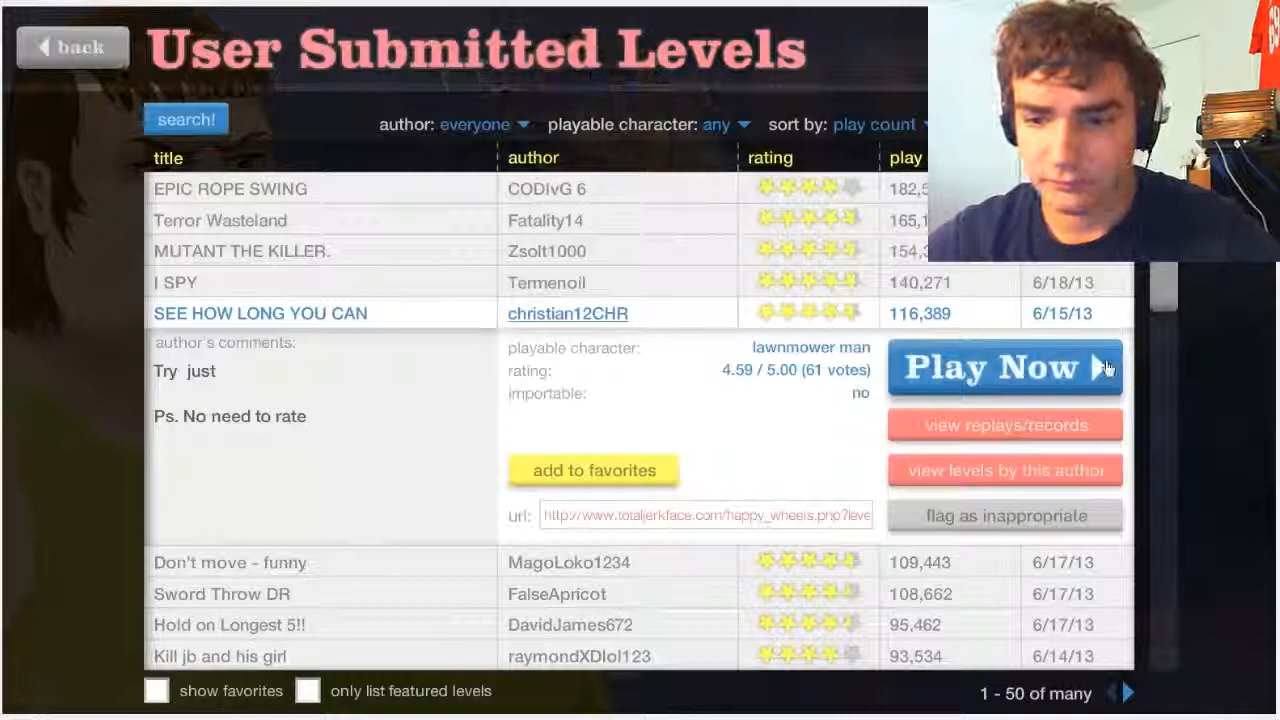 back
User Submitted Levels
search!
author: everyone playable character: any sort by: play count
title author rating play
EPIC ROPE SWING CODIvG 6 182,5
Terror Wasteland Fatality14 165,1
MUTANT THE KILLER. Zsolt1000 154,3
I SPY Termenoil 140,271 6/18/13
SEE HOW LONG YOU CAN christian12CHR 116,389 6/15/13
author's comments:
Try just
Ps. No need to rate
playable character: lawnmower man
rating: 4.59 / 5.00 (61 votes)
importable: no
add to favorites
url: http://www.totaljerkface.com/happy_wheels.php?leve
Play Now
view replays/records
view levels by this author
flag as inappropriate
Don't move - funny MagoLoko1234 109,443 6/17/13
Sword Throw DR FalseApricot 108,662 6/17/13
Hold on Longest 5!! DavidJames672 95,462 6/17/13
Kill jb and his girl raymondXDlol123 93,534 6/14/13
show favorites only list featured levels 1 - 50 of many